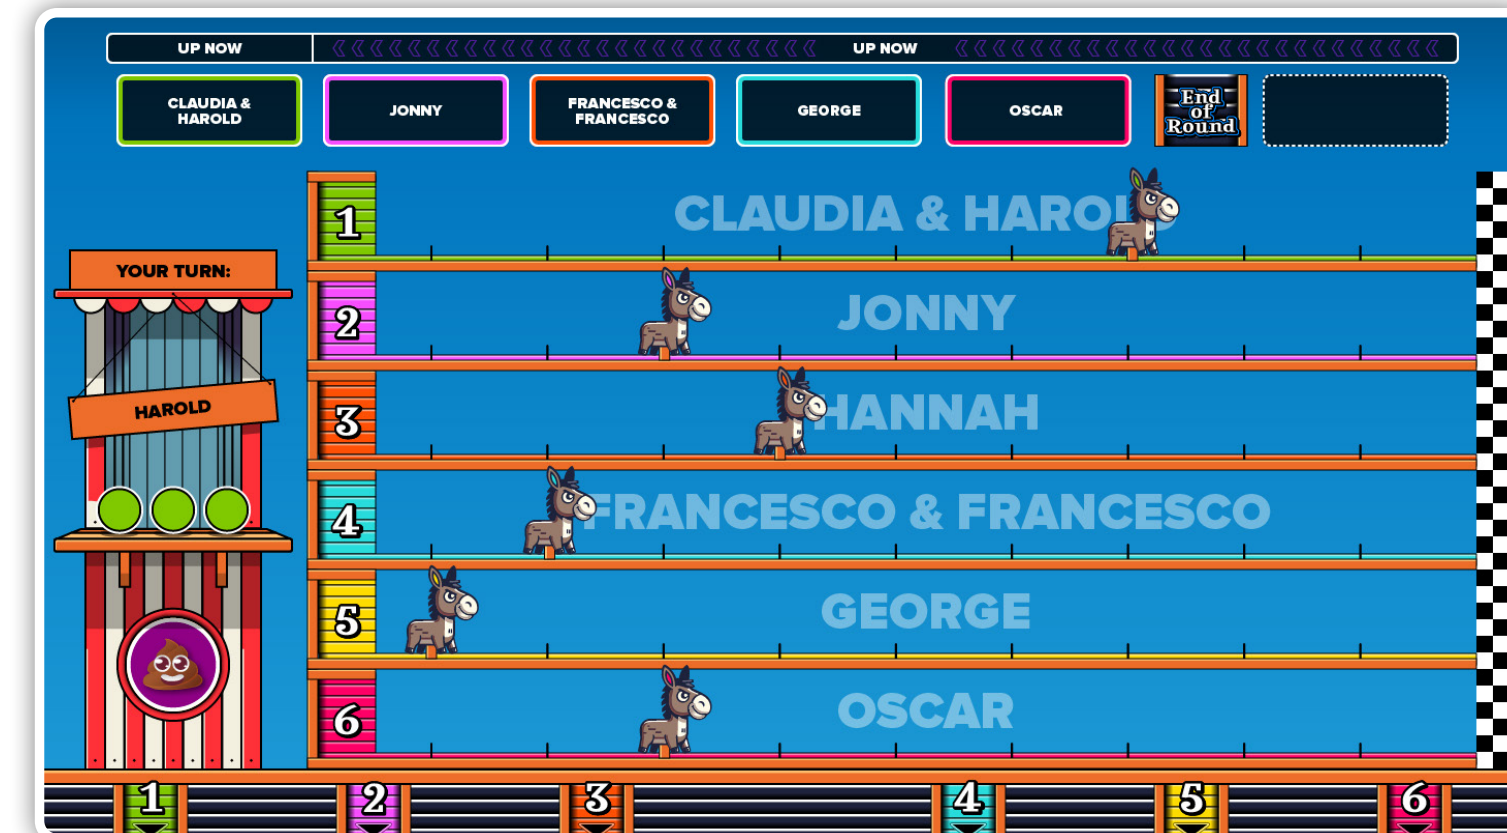 UP NOW
UP NOW
CLAUDIA &
HAROLD
JONNY
FRANCESCO &
FRANCESCO
GEORGE
OSCAR
End
of
Round
YOUR TURN:
HAROLD
1
CLAUDIA & HAROLD
2
JONNY
3
HANNAH
4
FRANCESCO & FRANCESCO
5
GEORGE
6
OSCAR
1 2 3 4 5 6